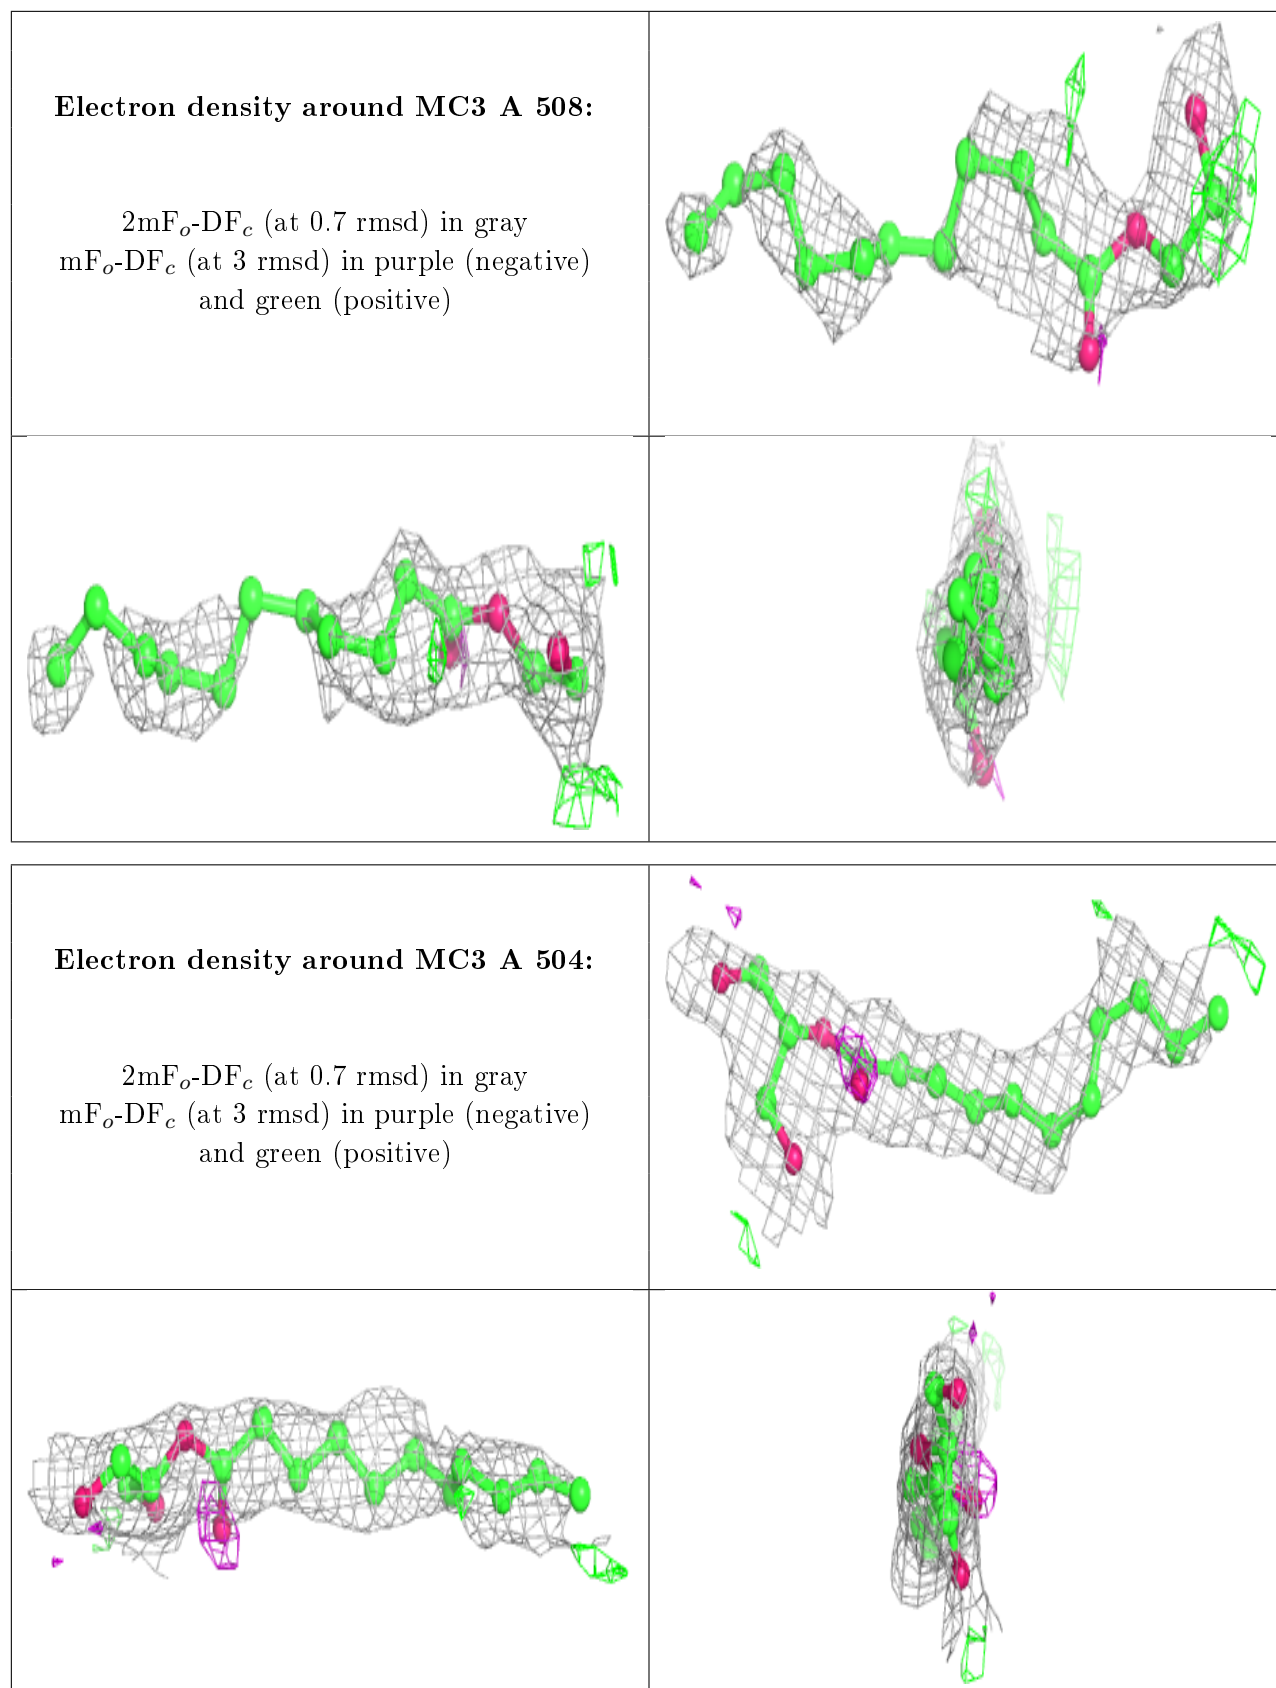 Electron density around MC3 A 508:
2mFo-DFc (at 0.7 rmsd) in gray
mFo-DFc (at 3 rmsd) in purple (negative)
and green (positive)
Electron density around MC3 A 504:
2mFo-DFc (at 0.7 rmsd) in gray
mFo-DFc (at 3 rmsd) in purple (negative)
and green (positive)